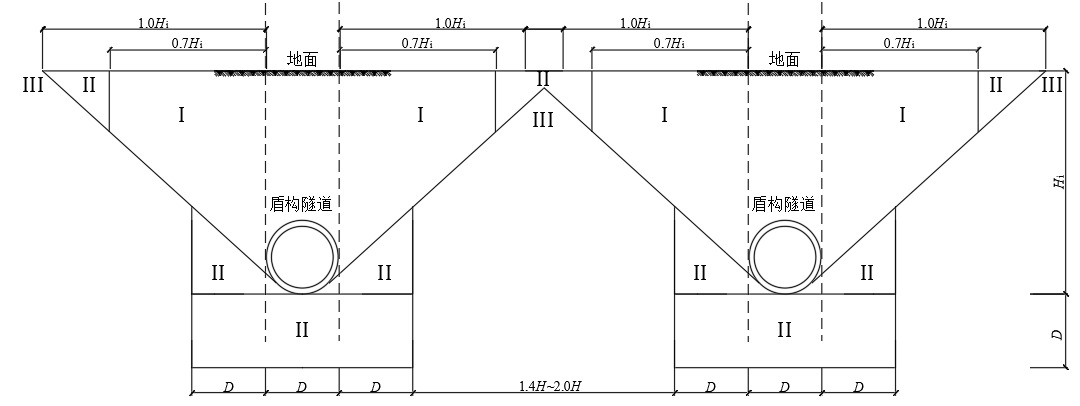 1.0Hi 1.0Hi 1.0Hi 1.0Hi
0.7Hi 0.7Hi 0.7Hi 0.7Hi
地面 地面
III II II II III
I I I I
III
Hi
盾构隧道 盾构隧道
II II II II
II II
D
D D D 1.4H~2.0H D D D